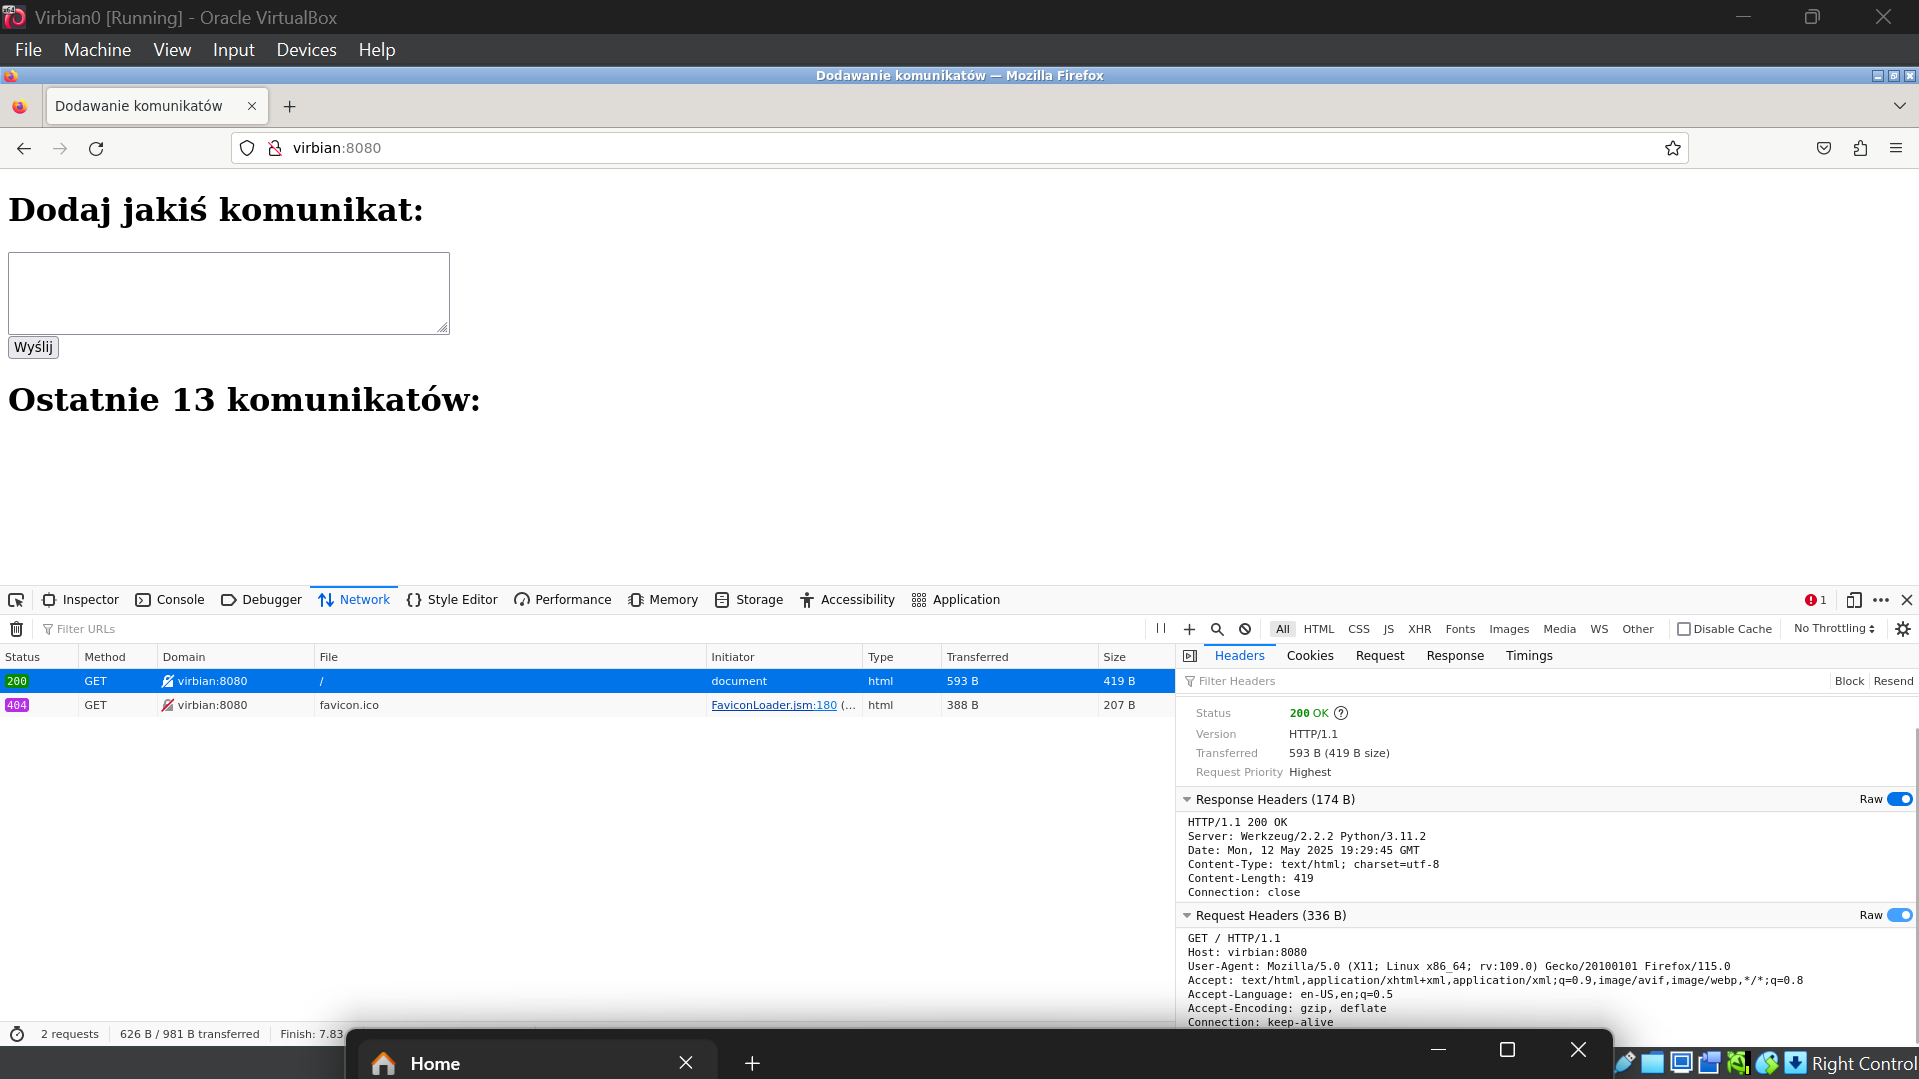 Virbian0 [Running] - Oracle VirtualBox
File Machine View Input Devices Help
Dodawanie komunikatów — Mozilla Firefox
Dodawanie komunikatów
virbian:8080
Dodaj jakiś komunikat:
Wyślij
Ostatnie 13 komunikatów:
Inspector Console Debugger Network Style Editor Performance Memory Storage Accessibility Application 1
Filter URLs All HTML CSS JS XHR Fonts Images Media WS Other Disable Cache No Throttling
Status Method Domain File Initiator Type Transferred Size
200 GET virbian:8080 / document html 593 B 419 B
404 GET virbian:8080 favicon.ico FaviconLoader.jsm:180 (... html 388 B 207 B
Headers Cookies Request Response Timings
Filter Headers Block Resend
Status 200 OK
Version HTTP/1.1
Transferred 593 B (419 B size)
Request Priority Highest
Response Headers (174 B) Raw
HTTP/1.1 200 OK
Server: Werkzeug/2.2.2 Python/3.11.2
Date: Mon, 12 May 2025 19:29:45 GMT
Content-Type: text/html; charset=utf-8
Content-Length: 419
Connection: close
Request Headers (336 B) Raw
GET / HTTP/1.1
Host: virbian:8080
User-Agent: Mozilla/5.0 (X11; Linux x86_64; rv:109.0) Gecko/20100101 Firefox/115.0
Accept: text/html,application/xhtml+xml,application/xml;q=0.9,image/avif,image/webp,*/*;q=0.8
Accept-Language: en-US,en;q=0.5
Accept-Encoding: gzip, deflate
Connection: keep-alive
2 requests 626 B / 981 B transferred Finish: 7.83
Home
Right Control